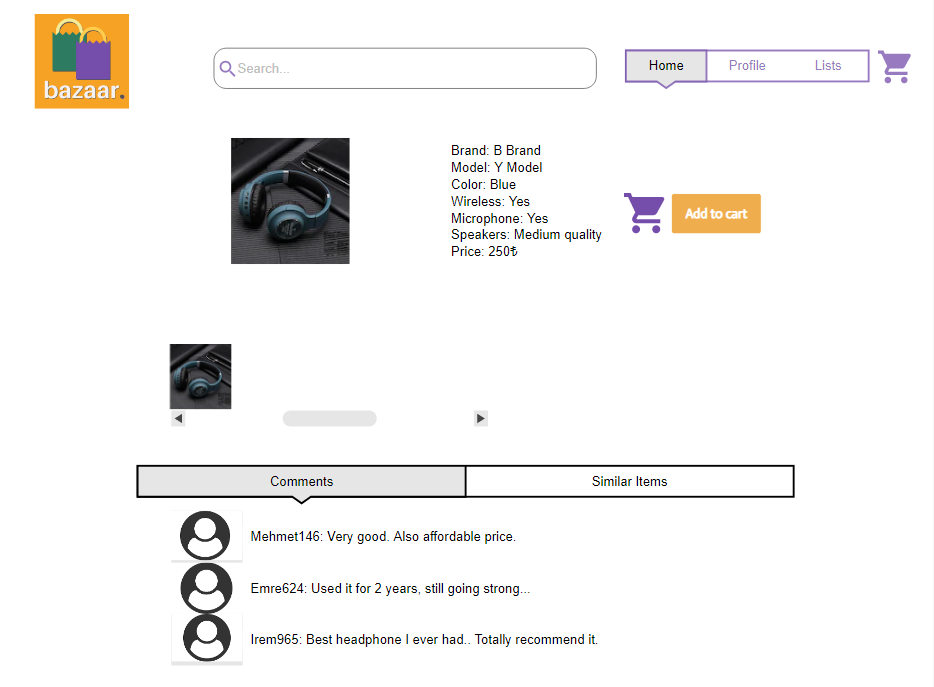 bazaar.
Search...
Home
Profile
Lists
Brand: B Brand
Model: Y Model
Color: Blue
Wireless: Yes
Microphone: Yes
Speakers: Medium quality
Price: 250₺
Add to cart
Comments
Similar Items
Mehmet146: Very good. Also affordable price.
Emre624: Used it for 2 years, still going strong...
Irem965: Best headphone I ever had.. Totally recommend it.